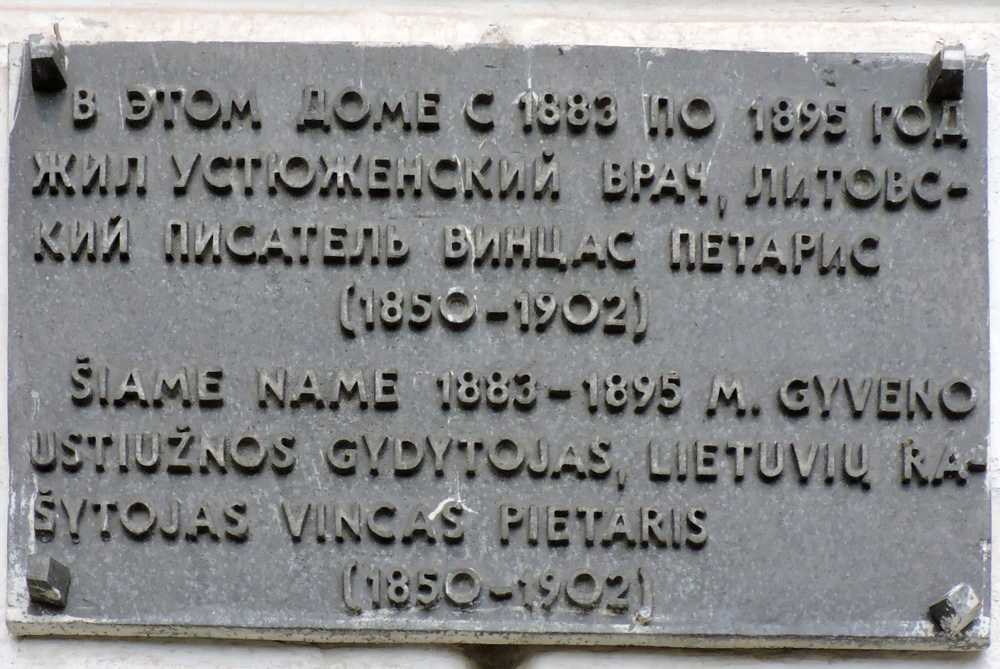 В ЭТОМ ДОМЕ С 1883 ПО 1895 ГОД
ЖИЛ УСТЮЖЕНСКИЙ ВРАЧ, ЛИТОВС-
КИЙ ПИСАТЕЛЬ ВИНЦАС ПЕТАРИС
(1850-1902)
ŠIAME NAME 1883-1895 M. GYVENO
USTIUŽNOS GYDYTOJAS, LIETUVIŲ RA-
ŠYTOJAS VINCAS PIETARIS
(1850-1902)